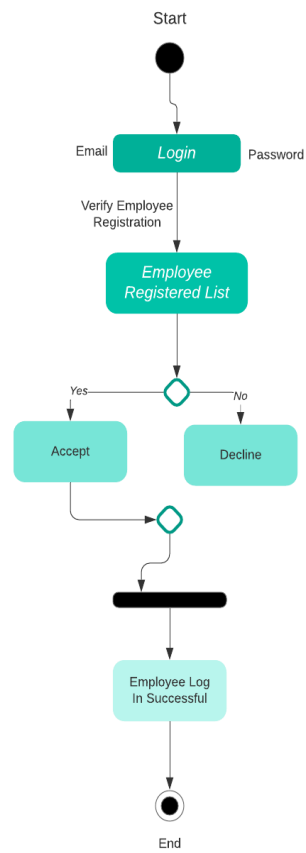 Start
Email
Login
Password
Verify Employee
Registration
Employee
Registered List
Yes
No
Accept
Decline
Employee Log
In Successful
End